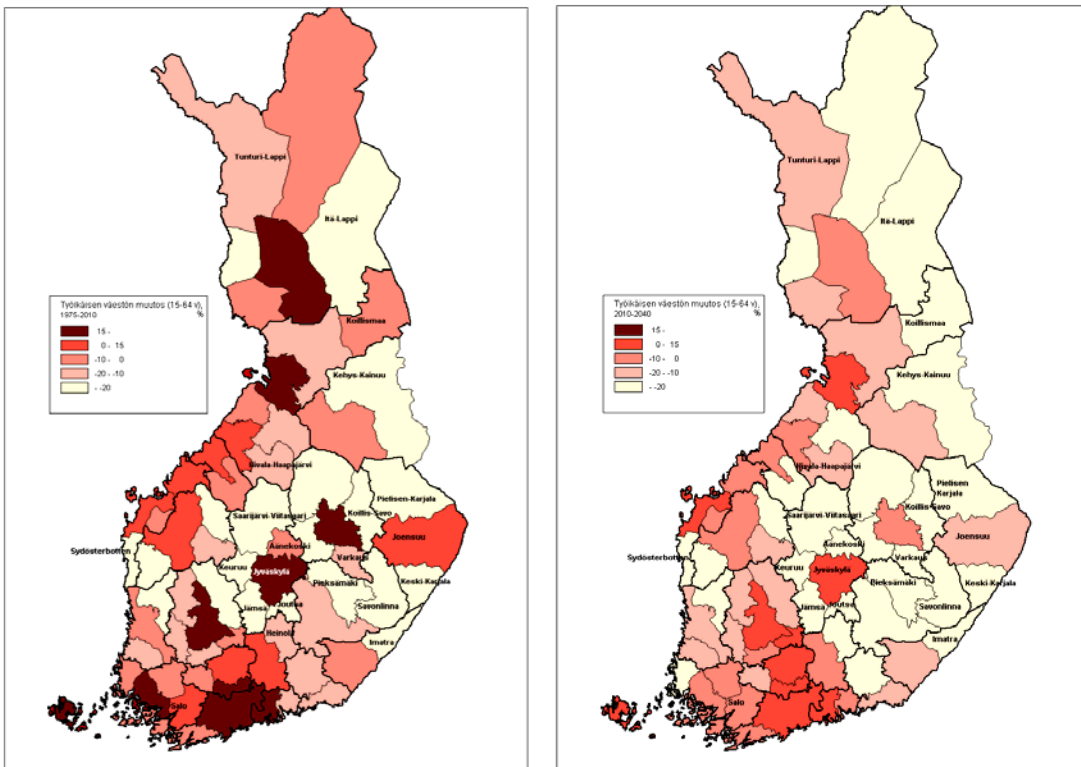 Tunturi-Lappi
Itä-Lappi
Työikäisen väestön muutos (15-64 v),
1975-2010 %
15 -
0 - 15
-10 - 0
-20 - -10
- -20
Koillismaa
Nivala-Haapajärvi
Pielisen-Karjala
Saarijärvi-Viitasaari
Koillis-Savo
Joensuu
Sydösterbotten
Äänekoski
Varkaus
Keuruu
Jyväskylä
Pieksämäki
Keski-Karjala
Jämsä
Joutsa
Savonlinna
Heinola
Imatra
Salo
Tunturi-Lappi
Itä-Lappi
Työikäisen väestön muutos (15-64 v),
2010-2040 %
15 -
0 - 15
-10 - 0
-20 - -10
- -20
Koillismaa
Kehys-Kainuu
Nivala-Haapajärvi
Pielisen
Karjala
Saarijärvi-Viitasaari
Koillis-Savo
Joensuu
Äänekoski
Sydösterbotten
Varkaus
Keuruu
Jyväskylä
Pieksämäki
Keski-Karjala
Jämsä
Joutsa
Savonlinna
Imatra
Salo